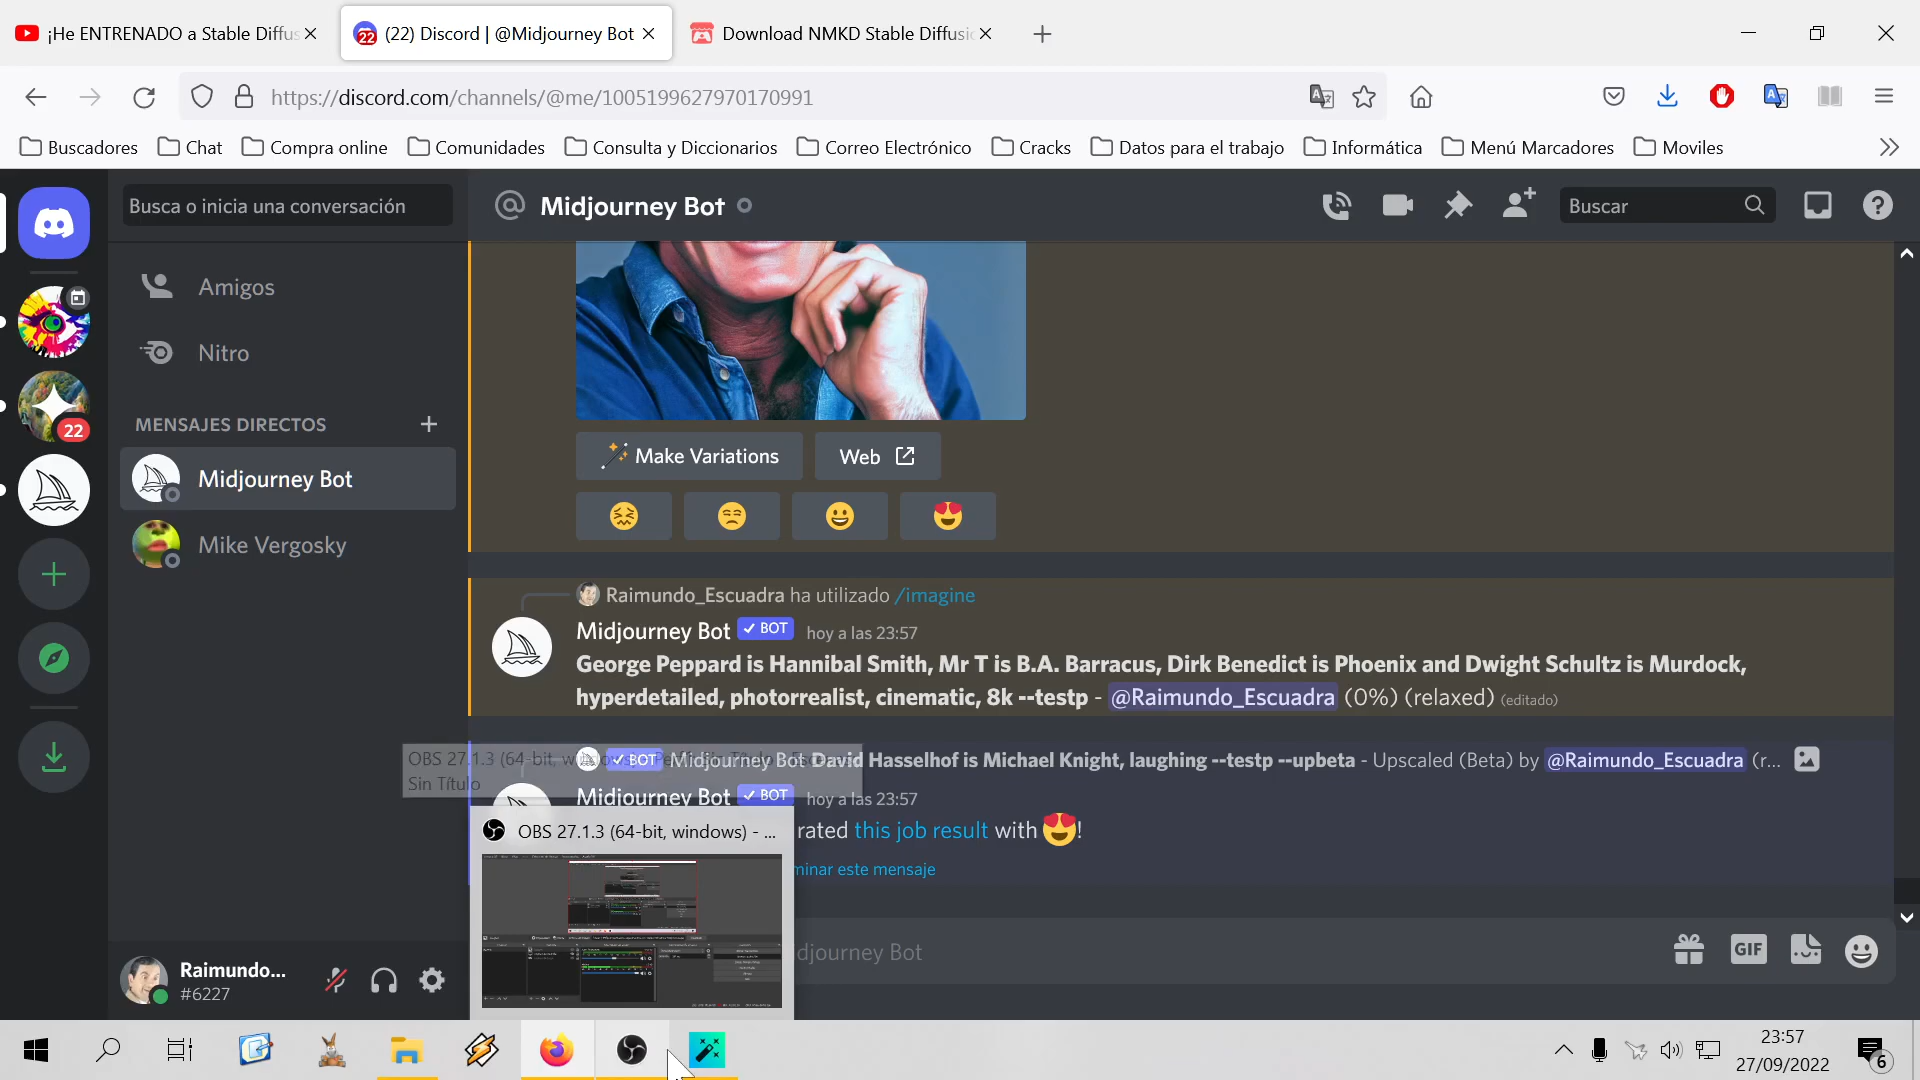 ¡He ENTRENADO a Stable Diffus
(22) Discord | @Midjourney Bot
Download NMKD Stable Diffusi
https://discord.com/channels/@me/1005199627970170991
Buscadores
Chat
Compra online
Comunidades
Consulta y Diccionarios
Correo Electrónico
Cracks
Datos para el trabajo
Informática
Menú Marcadores
Moviles
Busca o inicia una conversación
Midjourney Bot
Buscar
Amigos
Nitro
22
MENSAJES DIRECTOS
Midjourney Bot
Mike Vergosky
Make Variations
Web
Raimundo_Escuadra ha utilizado /imagine
Midjourney Bot BOT hoy a las 23:57
George Peppard is Hannibal Smith, Mr T is B.A. Barracus, Dirk Benedict is Phoenix and Dwight Schultz is Murdock,
hyperdetailed, photorrealist, cinematic, 8k --testp - @Raimundo_Escuadra (0%) (relaxed) (editado)
BOT Midjourney Bot David Hasselhof is Michael Knight, laughing --testp --upbeta - Upscaled (Beta) by @Raimundo_Escuadra (r...
OBS 27.1.3 (64-bit,
Sin Título
Midjourney Bot BOT hoy a las 23:57
OBS 27.1.3 (64-bit, windows) - ...
rated this job result with !
minar este mensaje
djourney Bot
GIF
Raimundo...
#6227
23:57
27/09/2022
6